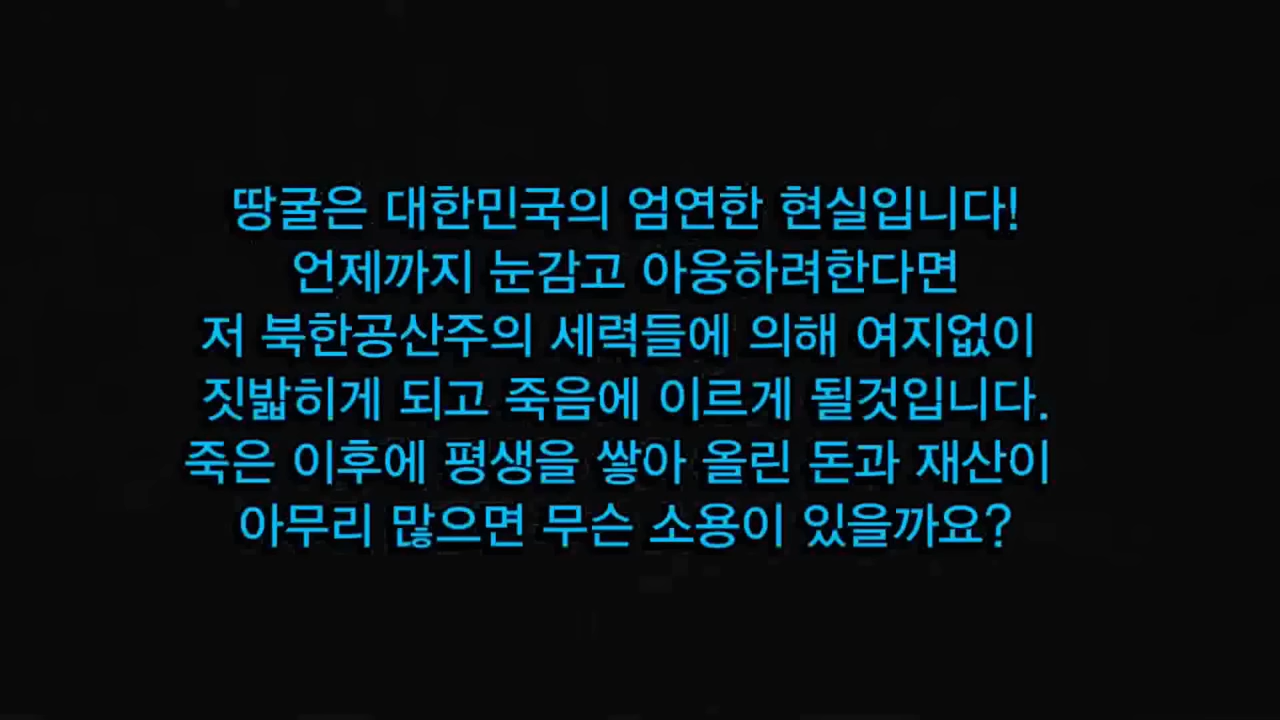 땅굴은 대한민국의 엄연한 현실입니다!
언제까지 눈감고 아웅하려한다면
저 북한공산주의 세력들에 의해 여지없이
짓밟히게 되고 죽음에 이르게 될것입니다.
죽은 이후에 평생을 쌓아 올린 돈과 재산이
아무리 많으면 무슨 소용이 있을까요?